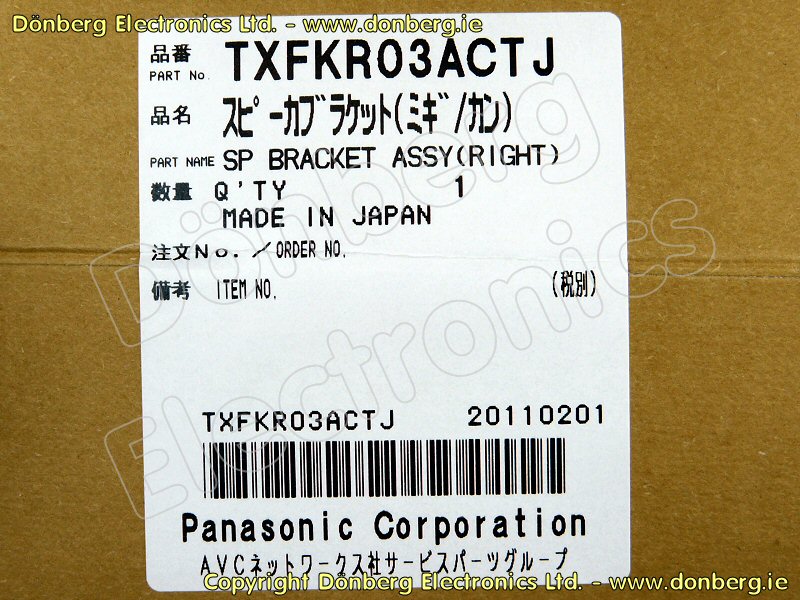 Dönberg Electronics Ltd. - www.donberg.ie
品番 TXFKR03ACTJ
PART No.
品名 スピーカブラケット(ミギ/カン)
PART NAME SP BRACKET ASSY(RIGHT)
数量 Q'TY 1
MADE IN JAPAN
注文No./ORDER NO.
備考 ITEM NO. (税別)
Dönberg
Electronics
TXFKR03ACTJ 20110201
Panasonic Corporation
AVCネットワークス社サービスパーツグループ
Copyright Dönberg Electronics Ltd. - www.donberg.ie